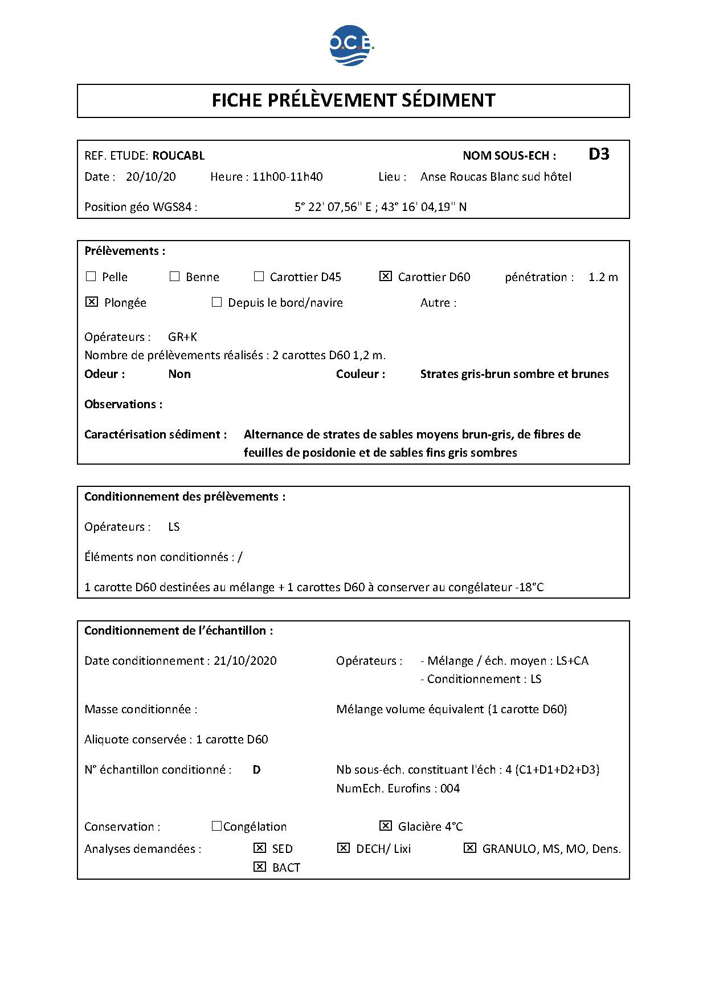 O.C.E.
FICHE PRÉLÈVEMENT SÉDIMENT
REF. ETUDE: ROUCABL NOM SOUS-ECH : D3
Date : 20/10/20 Heure : 11h00-11h40 Lieu : Anse Roucas Blanc sud hôtel
Position géo WGS84 : 5° 22' 07,56'' E ; 43° 16' 04,19'' N
Prélèvements :
☐ Pelle ☐ Benne ☐ Carottier D45 ☒ Carottier D60 pénétration : 1.2 m
☒ Plongée ☐ Depuis le bord/navire Autre :
Opérateurs : GR+K
Nombre de prélèvements réalisés : 2 carottes D60 1,2 m.
Odeur : Non Couleur : Strates gris-brun sombre et brunes
Observations :
Caractérisation sédiment : Alternance de strates de sables moyens brun-gris, de fibres de
feuilles de posidonie et de sables fins gris sombres
Conditionnement des prélèvements :
Opérateurs : LS
Éléments non conditionnés : /
1 carotte D60 destinées au mélange + 1 carottes D60 à conserver au congélateur -18°C
Conditionnement de l’échantillon :
Date conditionnement : 21/10/2020 Opérateurs : - Mélange / éch. moyen : LS+CA
- Conditionnement : LS
Masse conditionnée : Mélange volume équivalent (1 carotte D60)
Aliquote conservée : 1 carotte D60
N° échantillon conditionné : D Nb sous-éch. constituant l'éch : 4 (C1+D1+D2+D3)
NumEch. Eurofins : 004
Conservation : ☐Congélation ☒ Glacière 4°C
Analyses demandées : ☒ SED ☒ DECH/ Lixi ☒ GRANULO, MS, MO, Dens.
☒ BACT